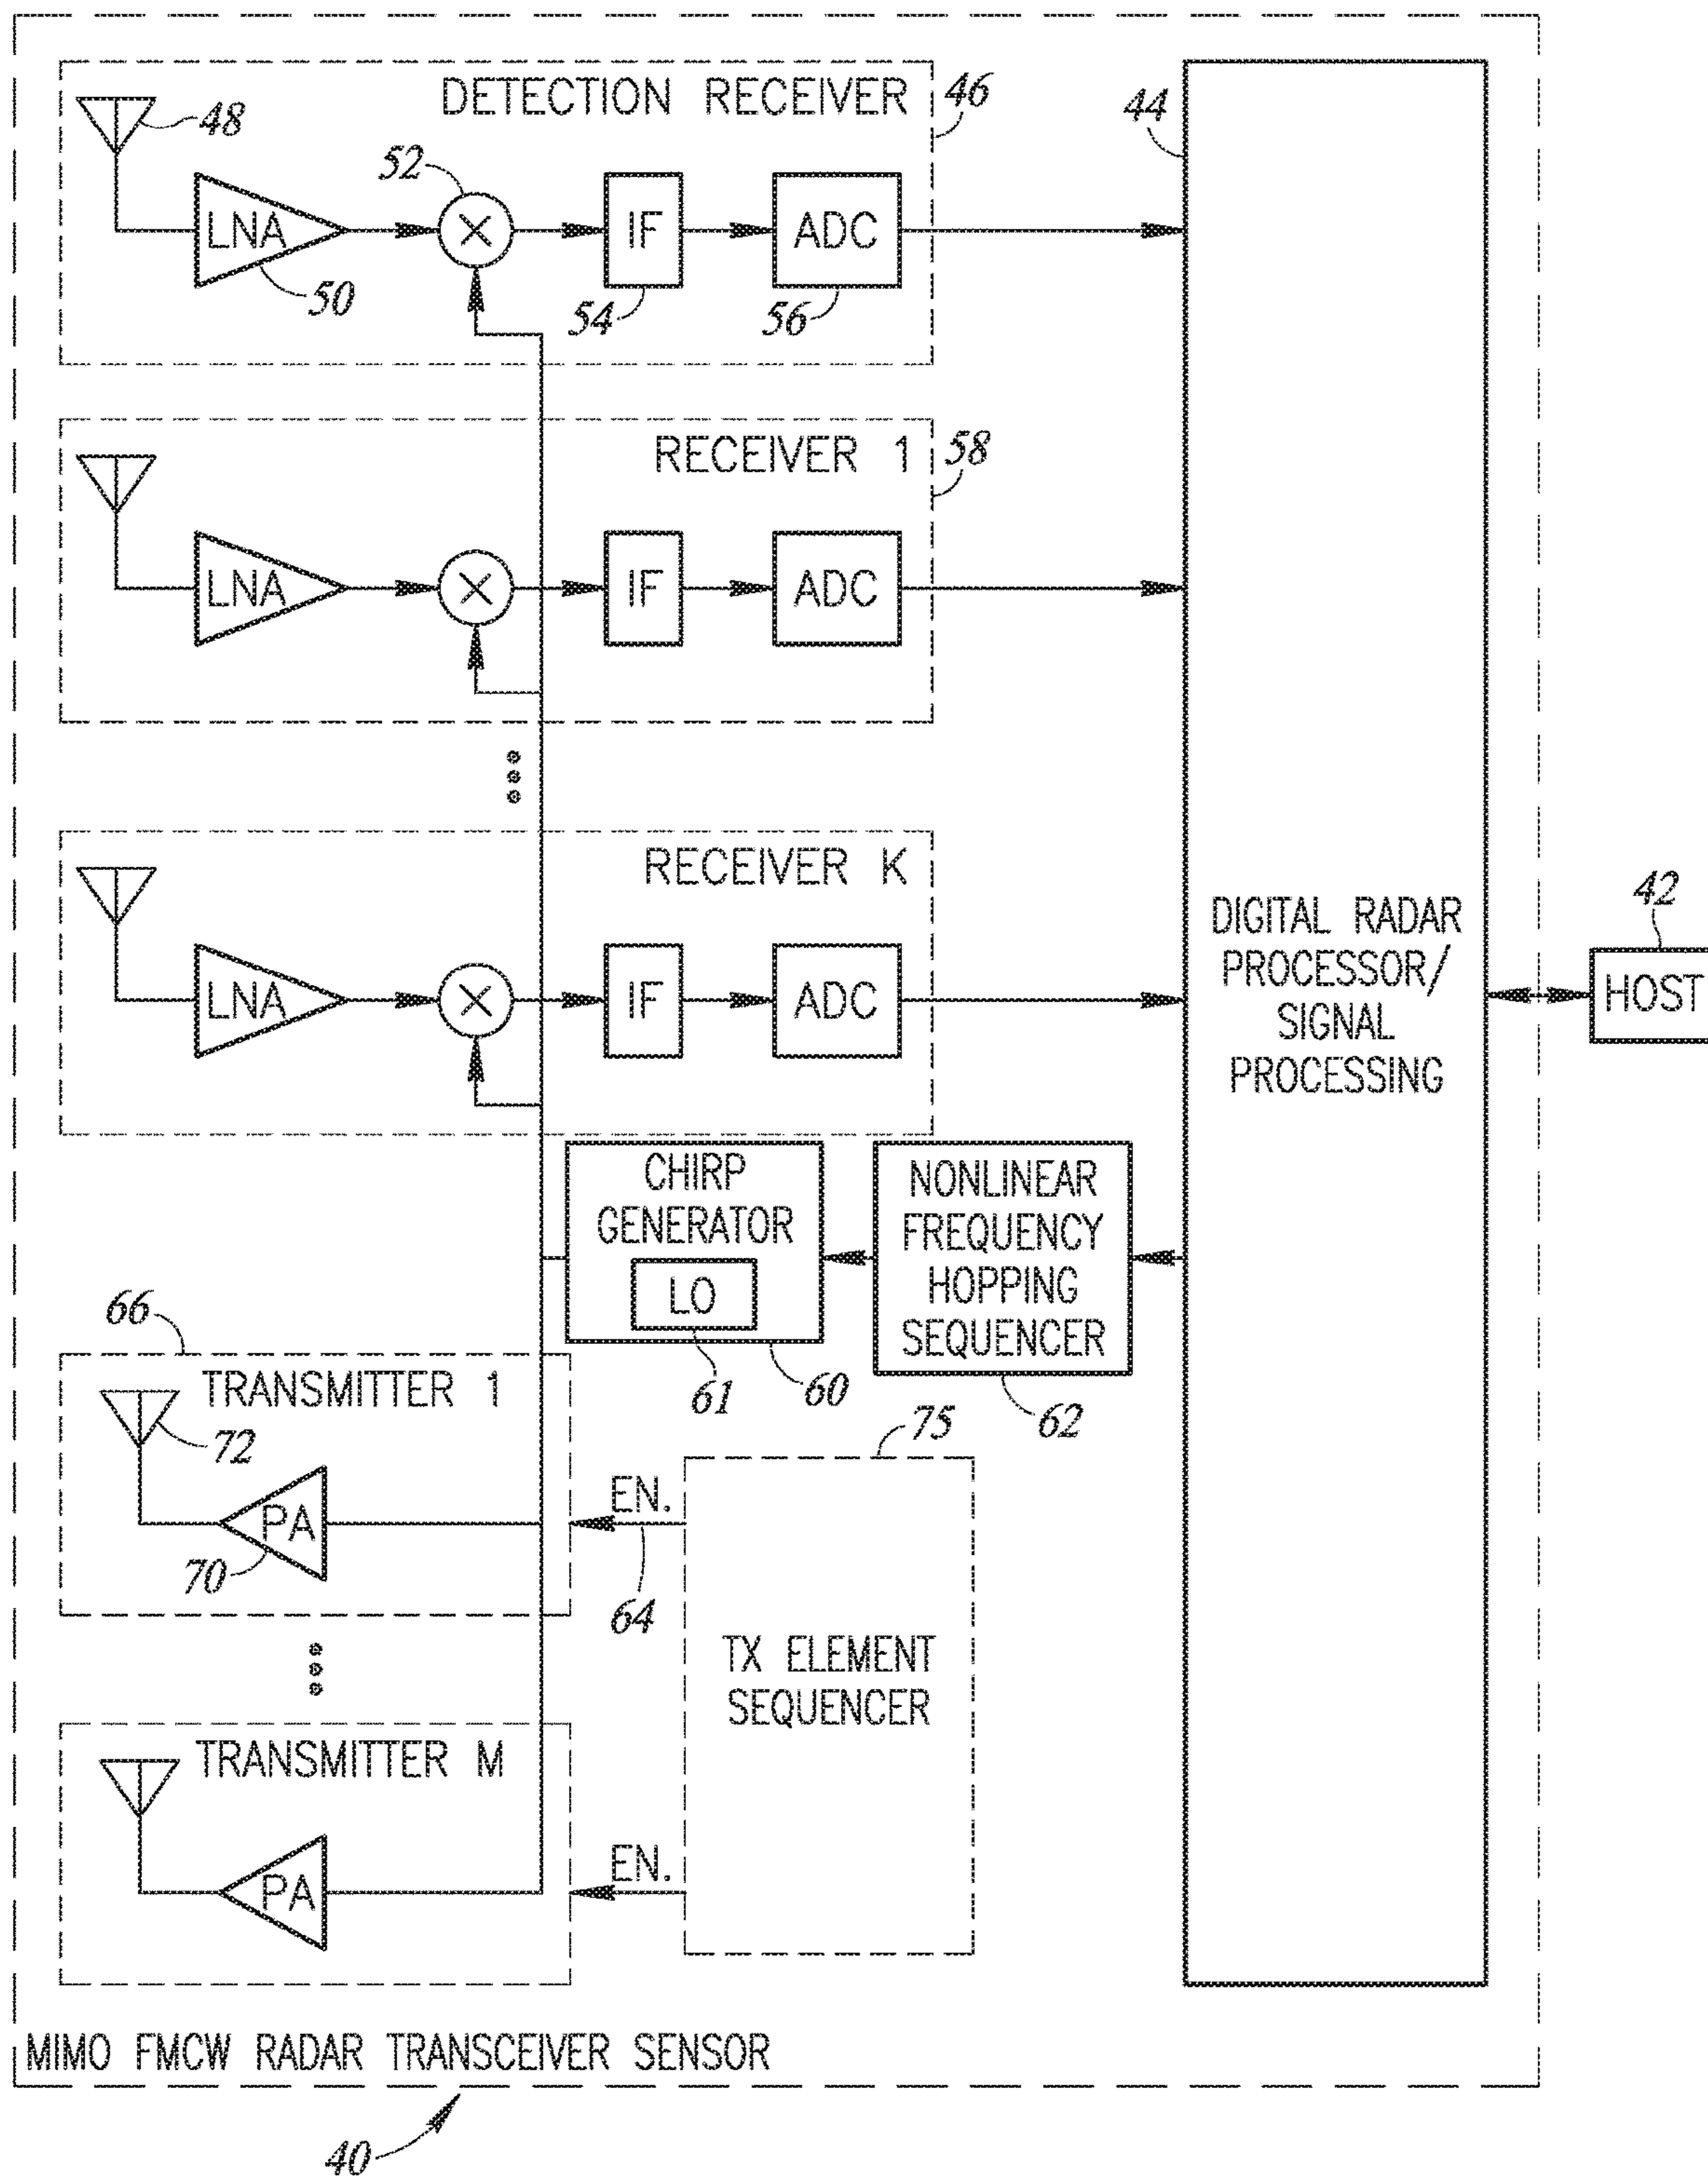 DETECTION RECEIVER
46
44
48
52
LNA
IF
ADC
50
54
56
RECEIVER 1
58
LNA
IF
ADC
RECEIVER K
LNA
IF
ADC
DIGITAL RADAR
PROCESSOR/
SIGNAL
PROCESSING
42
HOST
CHIRP
GENERATOR
LO
61
60
NONLINEAR
FREQUENCY
HOPPING
SEQUENCER
62
66
TRANSMITTER 1
72
PA
70
EN.
64
75
TX ELEMENT
SEQUENCER
TRANSMITTER M
PA
EN.
MIMO FMCW RADAR TRANSCEIVER SENSOR
40